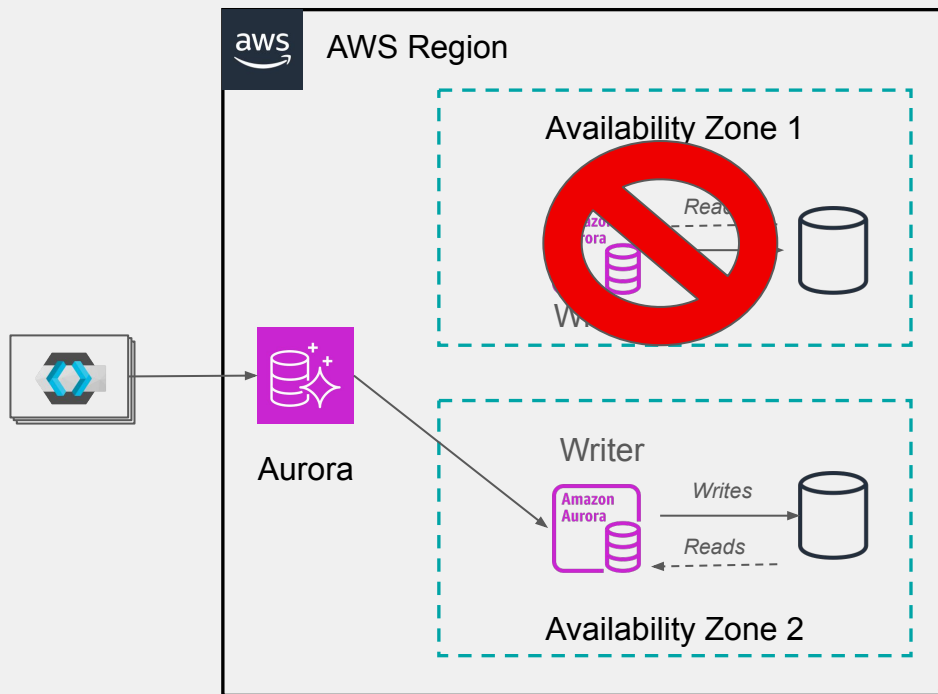 aws
AWS Region
Availability Zone 1
Aurora
Writer
Amazon
Aurora
Writes
Reads
Availability Zone 2